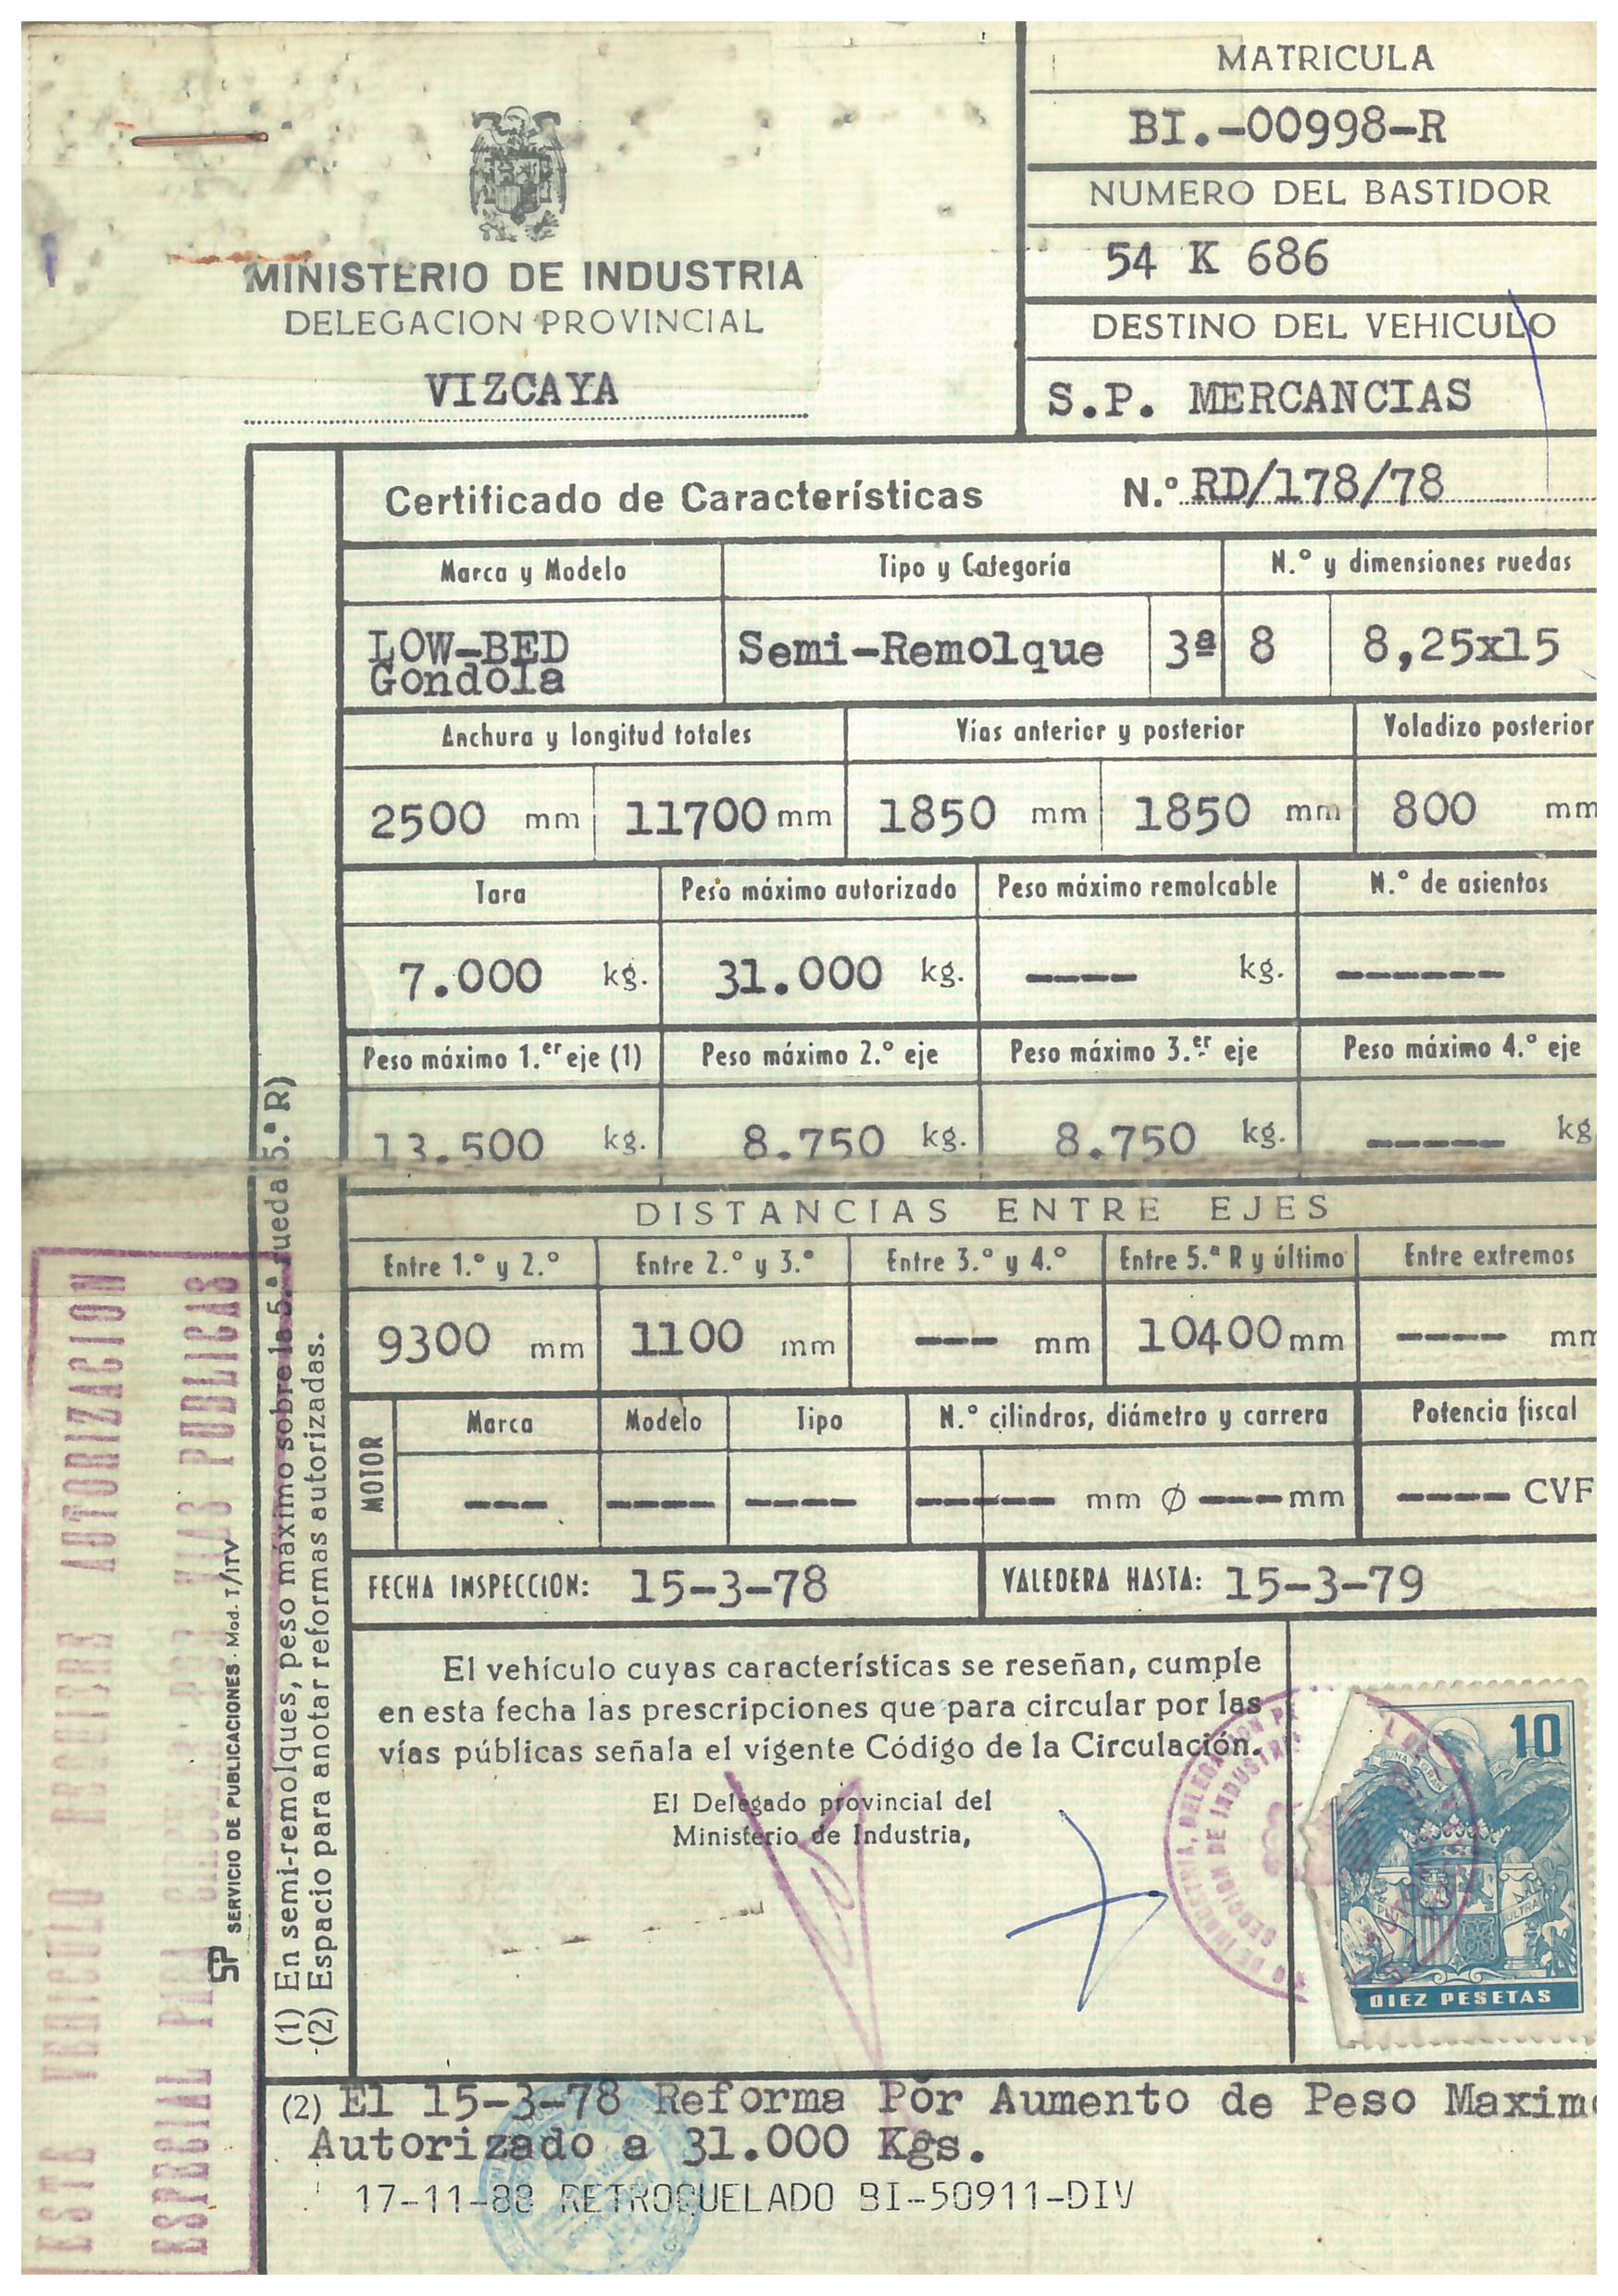 MATRICULA
BI.-00998-R
NUMERO DEL BASTIDOR
54 K 686
DESTINO DEL VEHICULO
S.P. MERCANCIAS
MINISTERIO DE INDUSTRIA
DELEGACION PROVINCIAL
VIZCAYA
Certificado de Características N.º RD/178/78
Marca y Modelo Tipo y Categoría N.º y dimensiones ruedas
LOW-BED
Gondola
Semi-Remolque 3ª 8 8,25x15
Anchura y longitud totales Vías anterior y posterior Voladizo posterior
2500 mm 11700 mm 1850 mm 1850 mm 800 mm
Tara Peso máximo autorizado Peso máximo remolcable N.º de asientos
7.000 kg. 31.000 kg. ---- kg. ------
Peso máximo 1.er eje (1) Peso máximo 2.º eje Peso máximo 3.er eje Peso máximo 4.º eje
13.500 kg. 8.750 kg. 8.750 kg. ----- kg
DISTANCIAS ENTRE EJES
Entre 1.º y 2.º Entre 2.º y 3.º Entre 3.º y 4.º Entre 5.ª R y último Entre extremos
9300 mm 1100 mm --- mm 10400 mm ---- mm
MOTOR
Marca Modelo Tipo N.º cilindros, diámetro y carrera Potencia fiscal
--- ---- ---- ----- mm Ø ---- mm ---- CVF
FECHA INSPECCION: 15-3-78 VALEDERA HASTA: 15-3-79
El vehículo cuyas características se reseñan, cumple
en esta fecha las prescripciones que para circular por las
vías públicas señala el vigente Código de la Circulación.
El Delegado provincial del
Ministerio de Industria,
10
UNA GRAN
PLUS ULTRA
DIEZ PESETAS
SECCION DE INDUSTRI
(2) El 15-3-78 Reforma Por Aumento de Peso Maximo
Autorizado a 31.000 Kgs.
17-11-88 RETROQUELADO BI-50911-DIV
(1) En semi-remolques, peso máximo sobre la 5.ª rueda (5.ª R)
(2) Espacio para anotar reformas autorizadas.
SP SERVICIO DE PUBLICACIONES. Mod. I/ITV
ESTE VEHICULO REQUIERE AUTORIZACION
ESPECIAL PARA CIRCULAR POR VIAS PUBLICAS